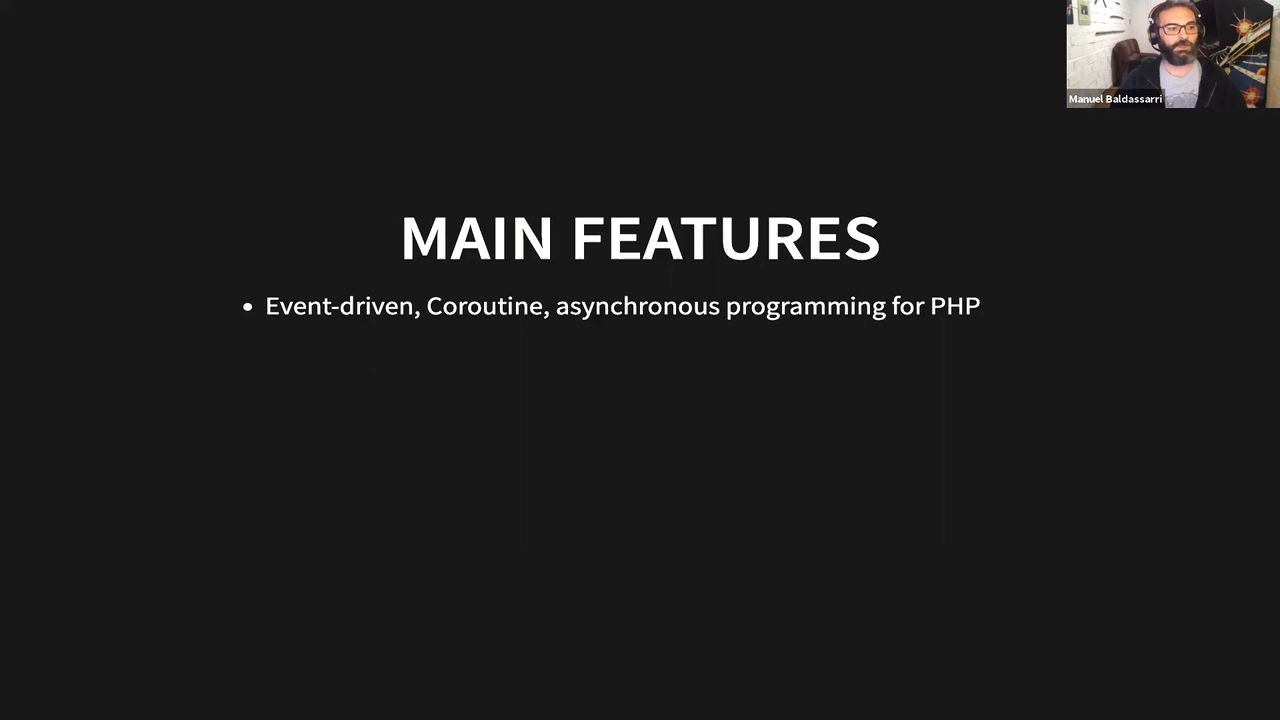 Manuel Baldassarri
MAIN FEATURES
• Event-driven, Coroutine, asynchronous programming for PHP